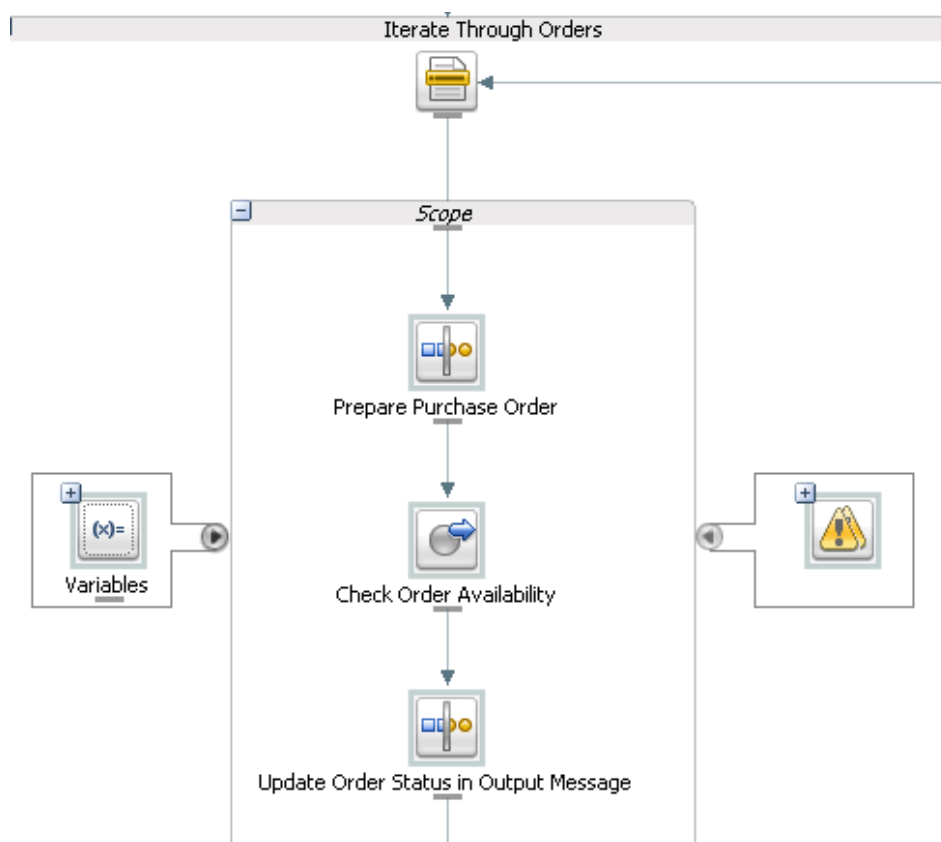 Iterate Through Orders
Scope
Prepare Purchase Order
(x)=
Variables
Check Order Availability
Update Order Status in Output Message